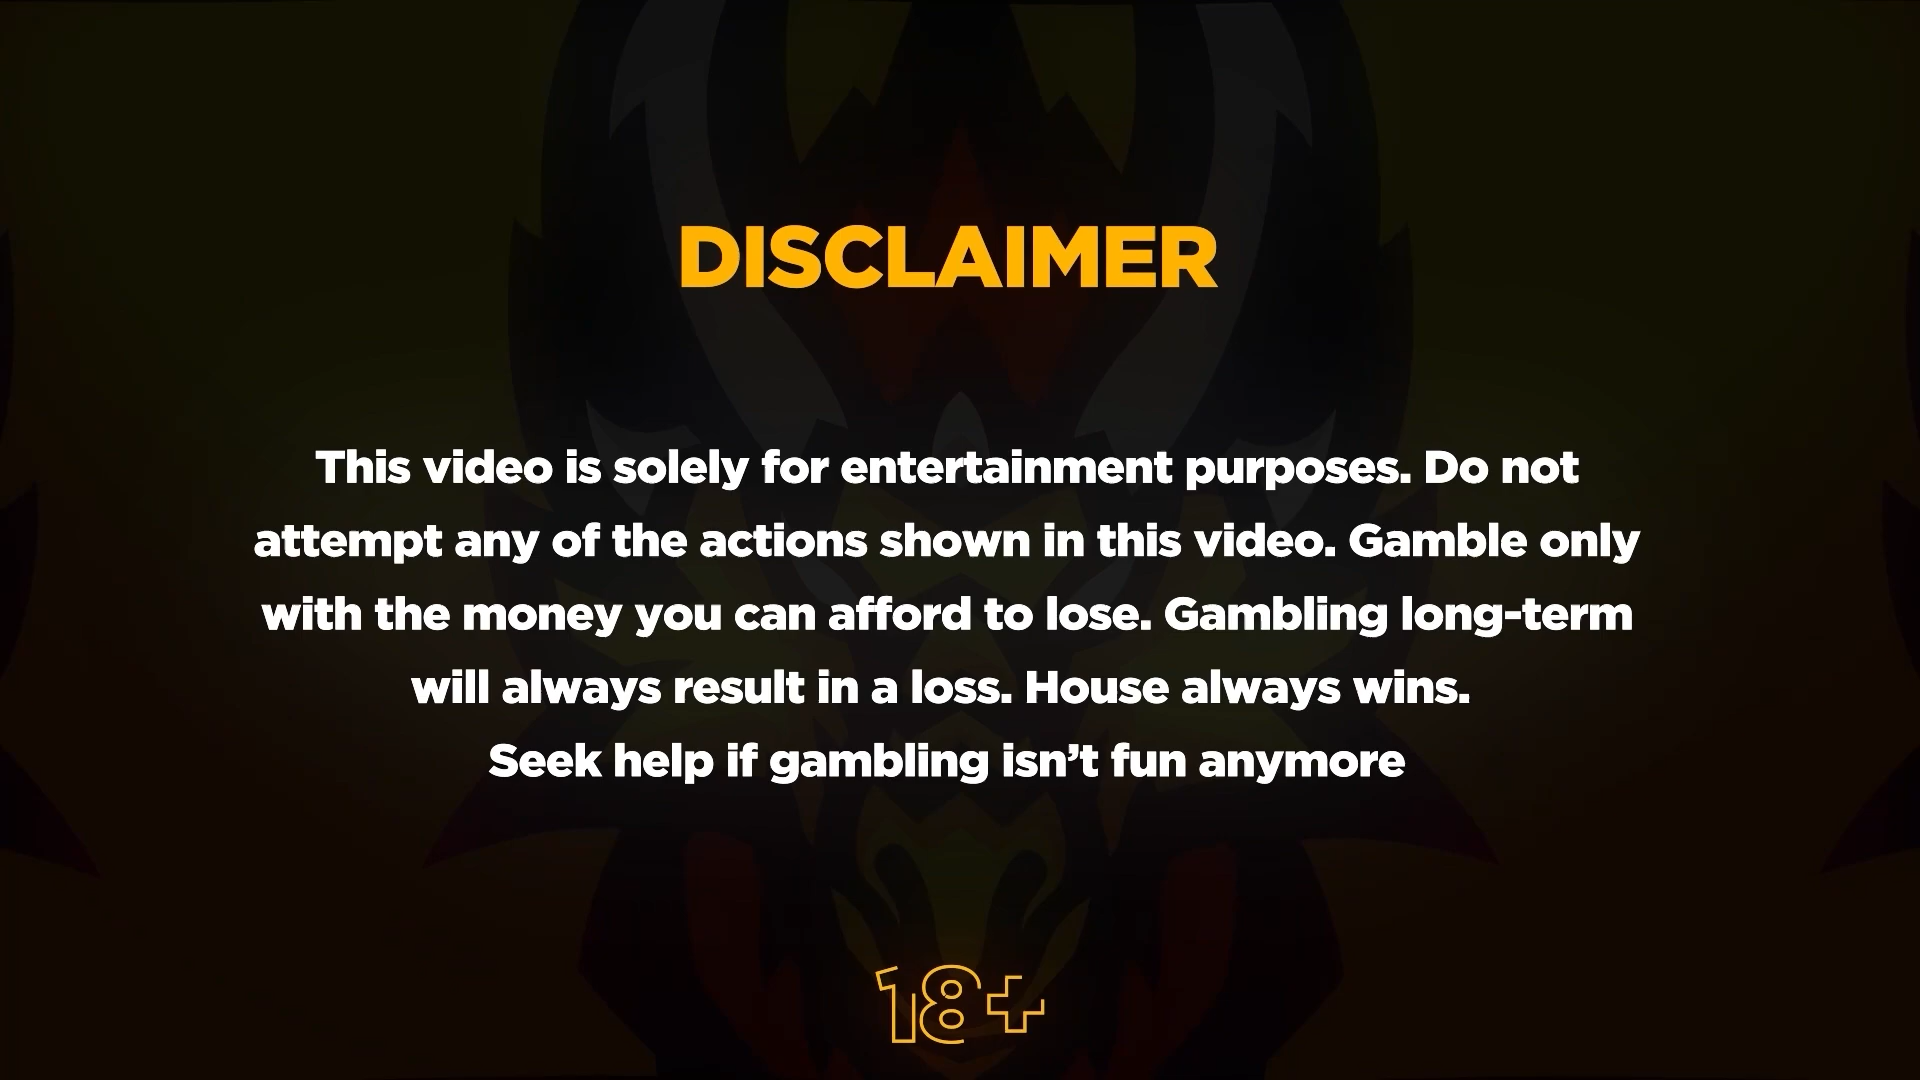 DISCLAIMER
This video is solely for entertainment purposes. Do not
attempt any of the actions shown in this video. Gamble only
with the money you can afford to lose. Gambling long-term
will always result in a loss. House always wins.
Seek help if gambling isn’t fun anymore
18+